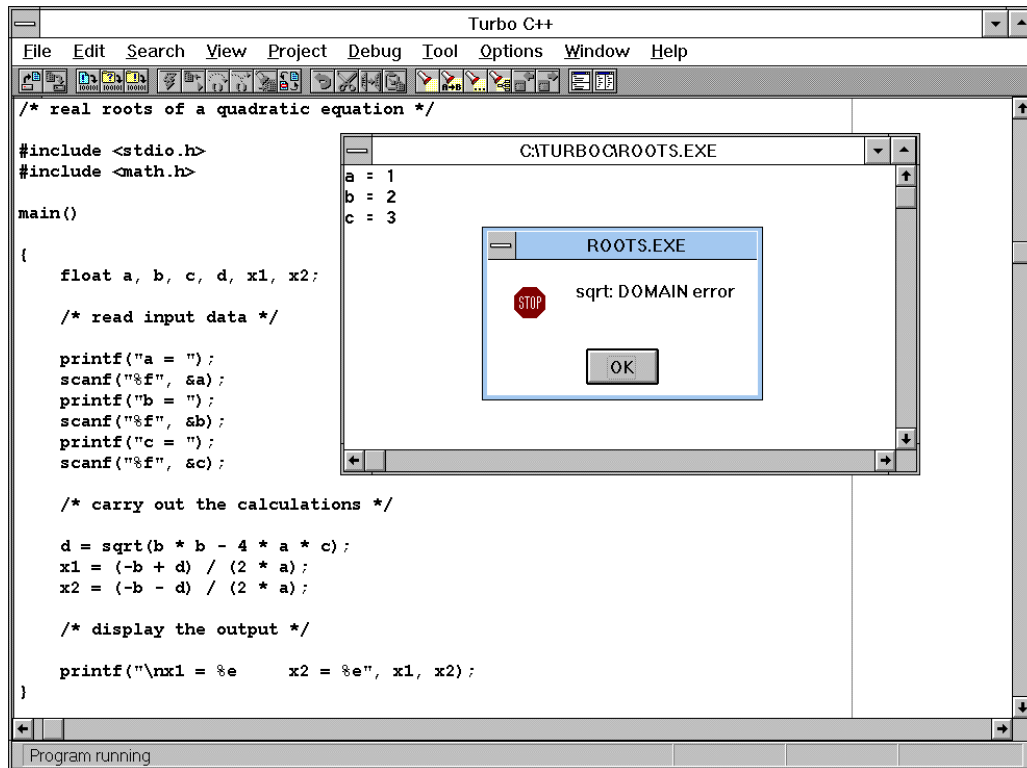 Turbo C++
File Edit Search View Project Debug Tool Options Window Help
/* real roots of a quadratic equation */
#include <stdio.h>
#include <math.h>
main()
{
float a, b, c, d, x1, x2;
/* read input data */
printf("a = ");
scanf("%f", &a);
printf("b = ");
scanf("%f", &b);
printf("c = ");
scanf("%f", &c);
/* carry out the calculations */
d = sqrt(b * b - 4 * a * c);
x1 = (-b + d) / (2 * a);
x2 = (-b - d) / (2 * a);
/* display the output */
printf("\nx1 = %e     x2 = %e", x1, x2);
}
C:\TURBOC\ROOTS.EXE
a = 1
b = 2
c = 3
ROOTS.EXE
STOP
sqrt: DOMAIN error
OK
Program running